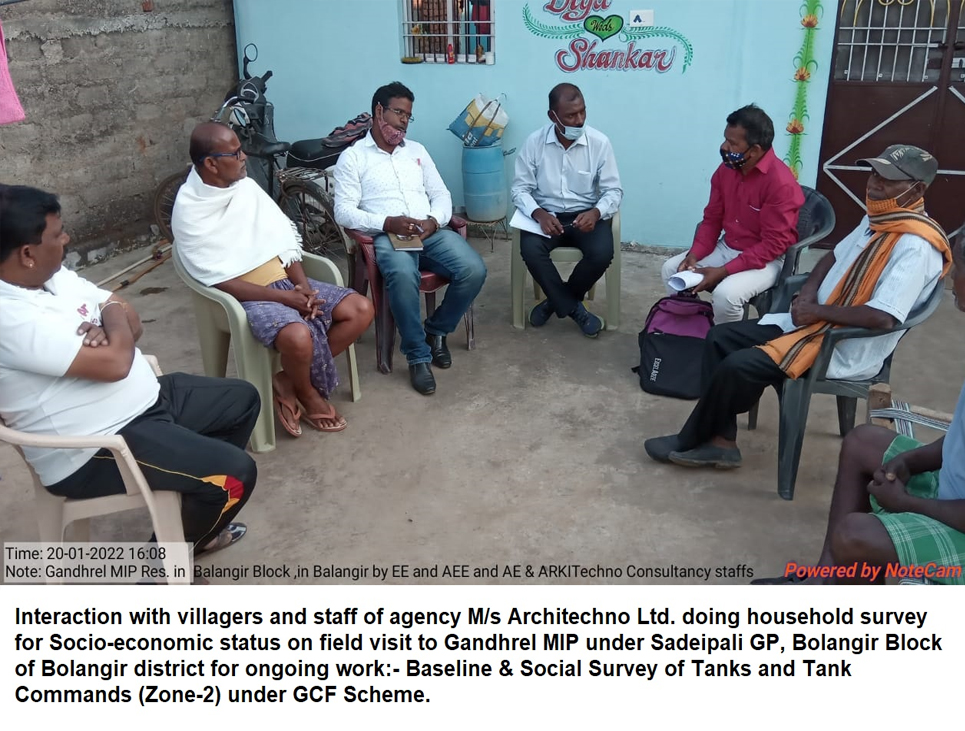 Diya
Weds
Shankar
A
EAST APEX
Time: 20-01-2022 16:08
Note: Gandhrel MIP Res. in Balangir Block ,in Balangir by EE and AEE and AE & ARKITechno Consultancy staffs
Powered by NoteCam
Interaction with villagers and staff of agency M/s Architechno Ltd. doing household survey
for Socio-economic status on field visit to Gandhrel MIP under Sadeipali GP, Bolangir Block
of Bolangir district for ongoing work:- Baseline & Social Survey of Tanks and Tank
Commands (Zone-2) under GCF Scheme.